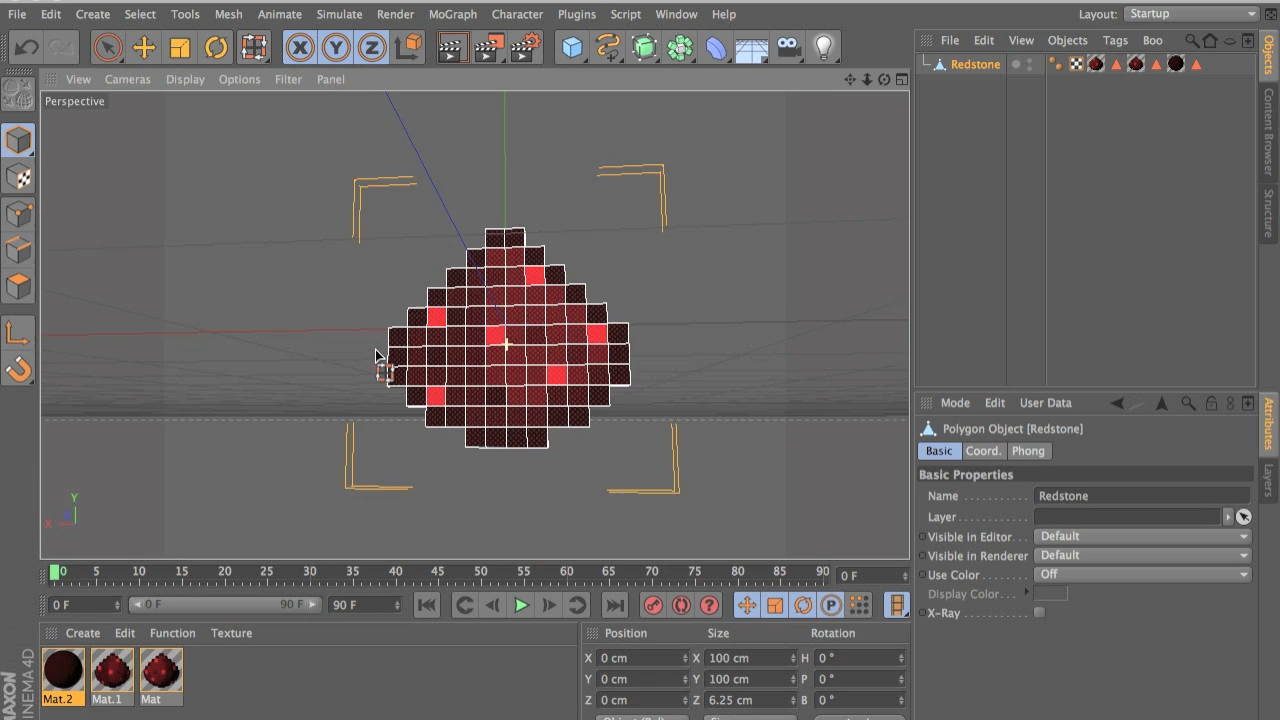 File Edit Create Select Tools Mesh Animate Simulate Render MoGraph Character Plugins Script Window Help Layout: Startup
X Y Z
File Edit View Objects Tags Boo
View Cameras Display Options Filter Panel
Redstone
Perspective
Objects
Content Browser
Structure
Y
X
Mode Edit User Data
Polygon Object [Redstone]
Basic Coord. Phong
Basic Properties
Name Redstone
Layer
Visible in Editor Default
Visible in Renderer Default
Use Color Off
Display Color
X-Ray
Attributes
Layers
0 5 10 15 20 25 30 35 40 45 50 55 60 65 70 75 80 85 90 0 F
0 F 0 F 90 F 90 F
P
Create Edit Function Texture
Mat.2 Mat.1 Mat
Position Size Rotation
X 0 cm X 100 cm H 0 °
Y 0 cm Y 100 cm P 0 °
Z 0 cm Z 6.25 cm B 0 °
MAXON
CINEMA 4D